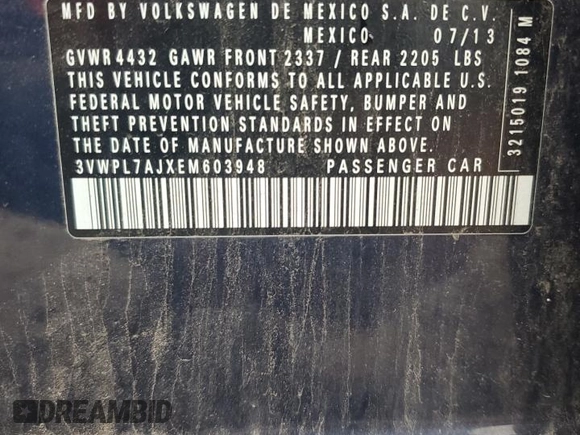 MFD BY VOLKSWAGEN DE MEXICO S.A. DE C.V.
MEXICO 07/13
GVWR 4432 GAWR FRONT 2337 / REAR 2205 LBS
THIS VEHICLE CONFORMS TO ALL APPLICABLE U.S.
FEDERAL MOTOR VEHICLE SAFETY, BUMPER AND
THEFT PREVENTION STANDARDS IN EFFECT ON
THE DATE OF MANUFACTURE SHOWN ABOVE.
3VWPL7AJXEM603948 PASSENGER CAR
3215019 1084 M
DREAMBID